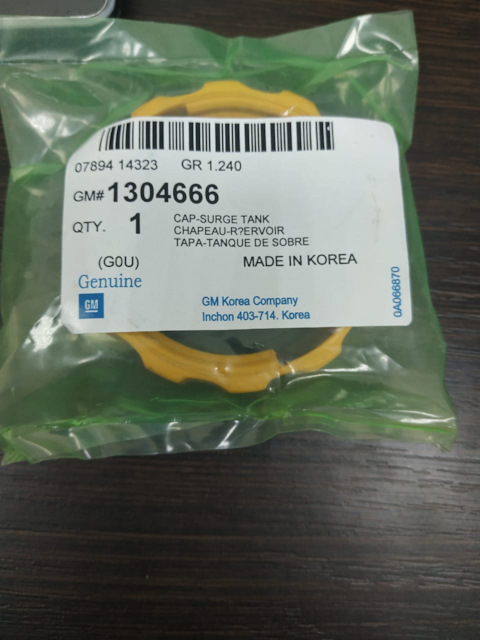 07894 14323 GR 1.240
GM# 1304666
QTY. 1 CAP-SURGE TANK
CHAPEAU-R?ERVOIR
TAPA-TANQUE DE SOBRE
(G0U) MADE IN KOREA
Genuine
GM
GM Korea Company
Inchon 403-714. Korea
0A066870